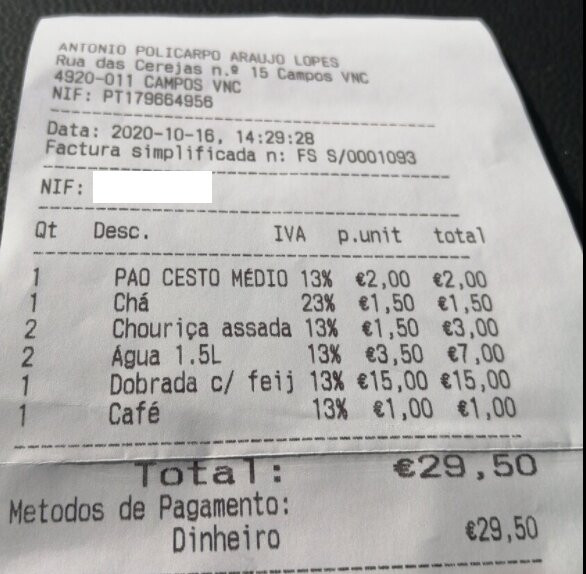 ANTONIO POLICARPO ARAUJO LOPES
Rua das Cerejas n.º 15 Campos VNC
4920-011 CAMPOS VNC
NIF: PT179664956
Data: 2020-10-16, 14:29:28
Factura simplificada n: FS S/0001093
NIF:
Qt Desc. IVA p.unit total
1 PAO CESTO MÉDIO 13% €2,00 €2,00
1 Chá 23% €1,50 €1,50
2 Chouriça assada 13% €1,50 €3,00
2 Água 1.5L 13% €3,50 €7,00
1 Dobrada c/ feij 13% €15,00 €15,00
1 Café 13% €1,00 €1,00
Total: €29,50
Metodos de Pagamento:
Dinheiro €29,50